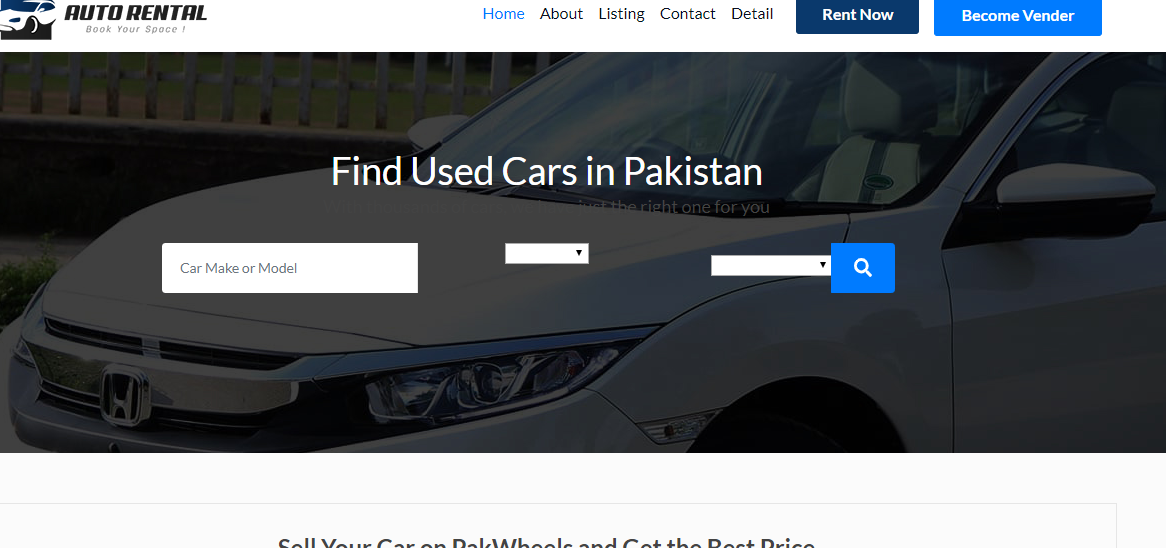 AUTO RENTAL
Book Your Space !
Home About Listing Contact Detail Rent Now Become Vender
Find Used Cars in Pakistan
just the right one for you
Car Make or Model
Sell Your Car on PakWheels and Get the Best Price